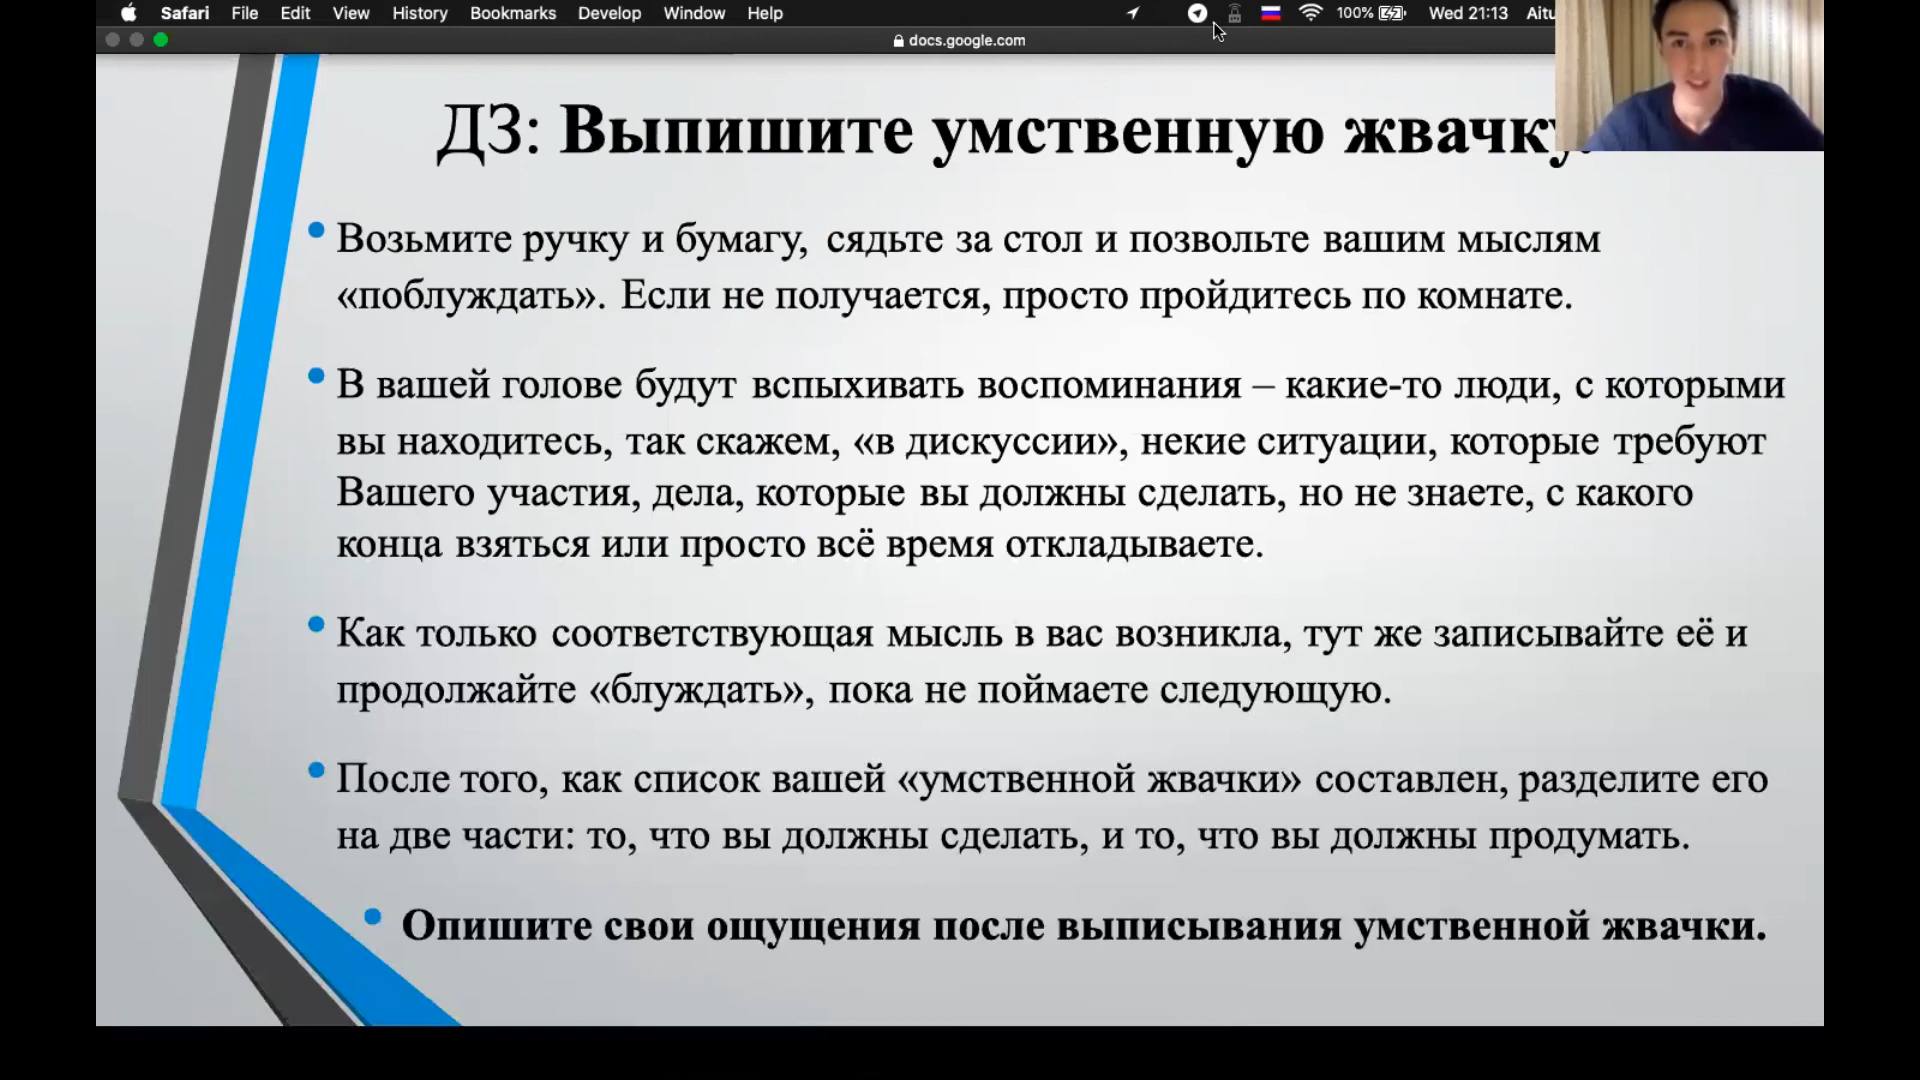 Safari File Edit View History Bookmarks Develop Window Help 100% Wed 21:13 Aitu
docs.google.com
ДЗ: Выпишите умственную жвачку.
Возьмите ручку и бумагу, сядьте за стол и позвольте вашим мыслям
«поблуждать». Если не получается, просто пройдитесь по комнате.
В вашей голове будут вспыхивать воспоминания – какие-то люди, с которыми
вы находитесь, так скажем, «в дискуссии», некие ситуации, которые требуют
Вашего участия, дела, которые вы должны сделать, но не знаете, с какого
конца взяться или просто всё время откладываете.
Как только соответствующая мысль в вас возникла, тут же записывайте её и
продолжайте «блуждать», пока не поймаете следующую.
После того, как список вашей «умственной жвачки» составлен, разделите его
на две части: то, что вы должны сделать, и то, что вы должны продумать.
Опишите свои ощущения после выписывания умственной жвачки.